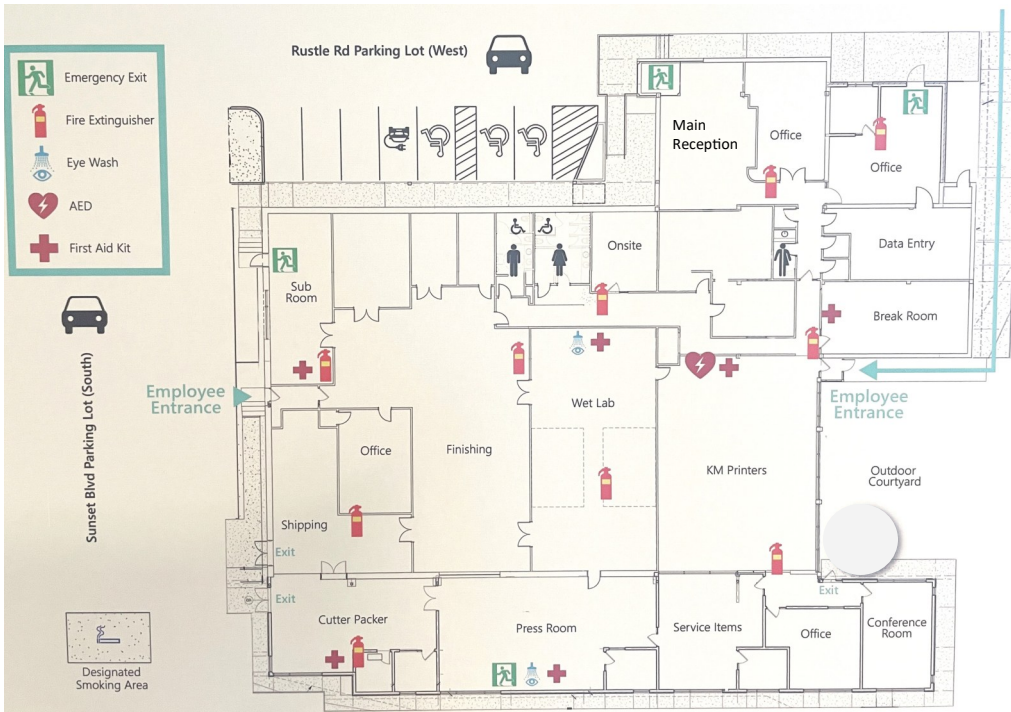 Rustle Rd Parking Lot (West)
Emergency Exit
Fire Extinguisher
Eye Wash
AED
First Aid Kit
Main
Reception
Office
Office
Onsite
Data Entry
Sub
Room
Break Room
Sunset Blvd Parking Lot (South)
Employee
Entrance
Employee
Entrance
Wet Lab
Office
Finishing
KM Printers
Outdoor
Courtyard
Shipping
Exit
Exit
Exit
Cutter Packer
Press Room
Service Items
Office
Conference
Room
Designated
Smoking Area